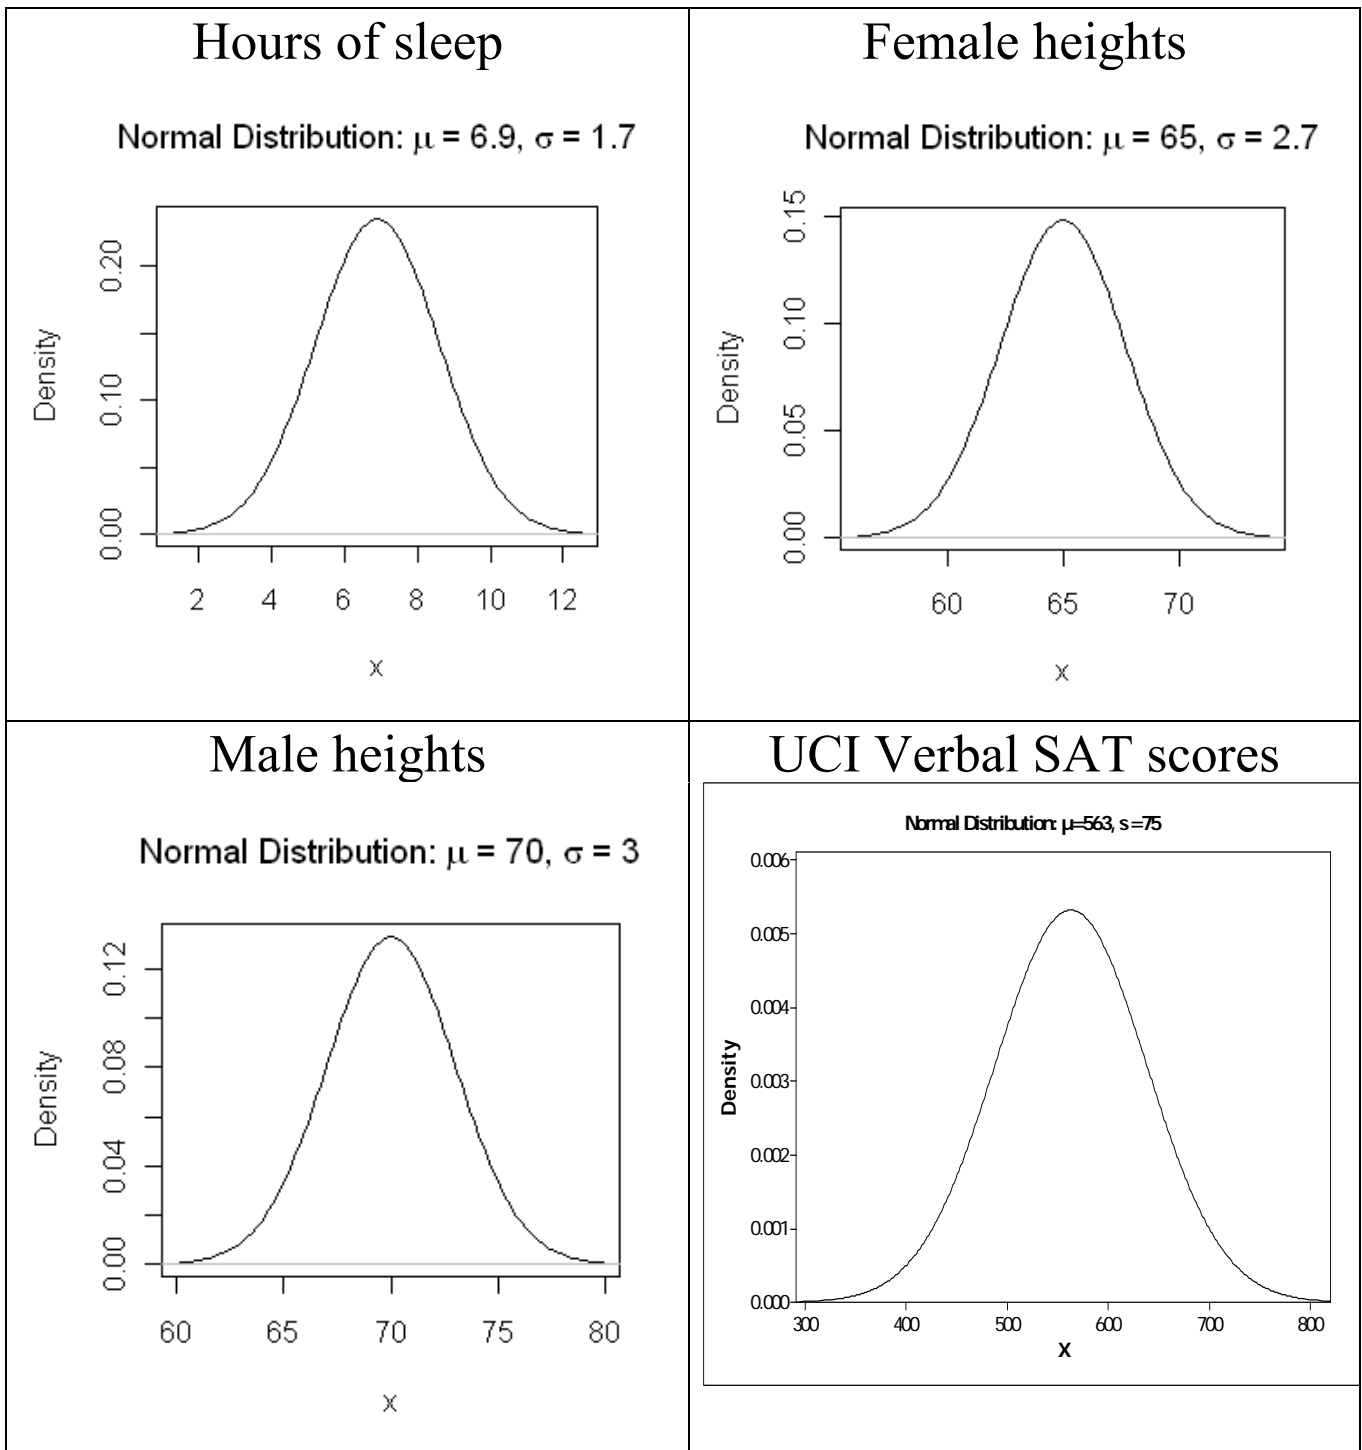 Hours of sleep
Normal Distribution: μ = 6.9, σ = 1.7
Density
0.20
0.10
0.00
2 4 6 8 10 12
x
Female heights
Normal Distribution: μ = 65, σ = 2.7
Density
0.15
0.10
0.05
0.00
60 65 70
x
Male heights
Normal Distribution: μ = 70, σ = 3
Density
0.12
0.08
0.04
0.00
60 65 70 75 80
x
UCI Verbal SAT scores
Normal Distribution: μ=563, s=75
Density
0.006
0.005
0.004
0.003
0.002
0.001
0.000
300 400 500 600 700 800
X